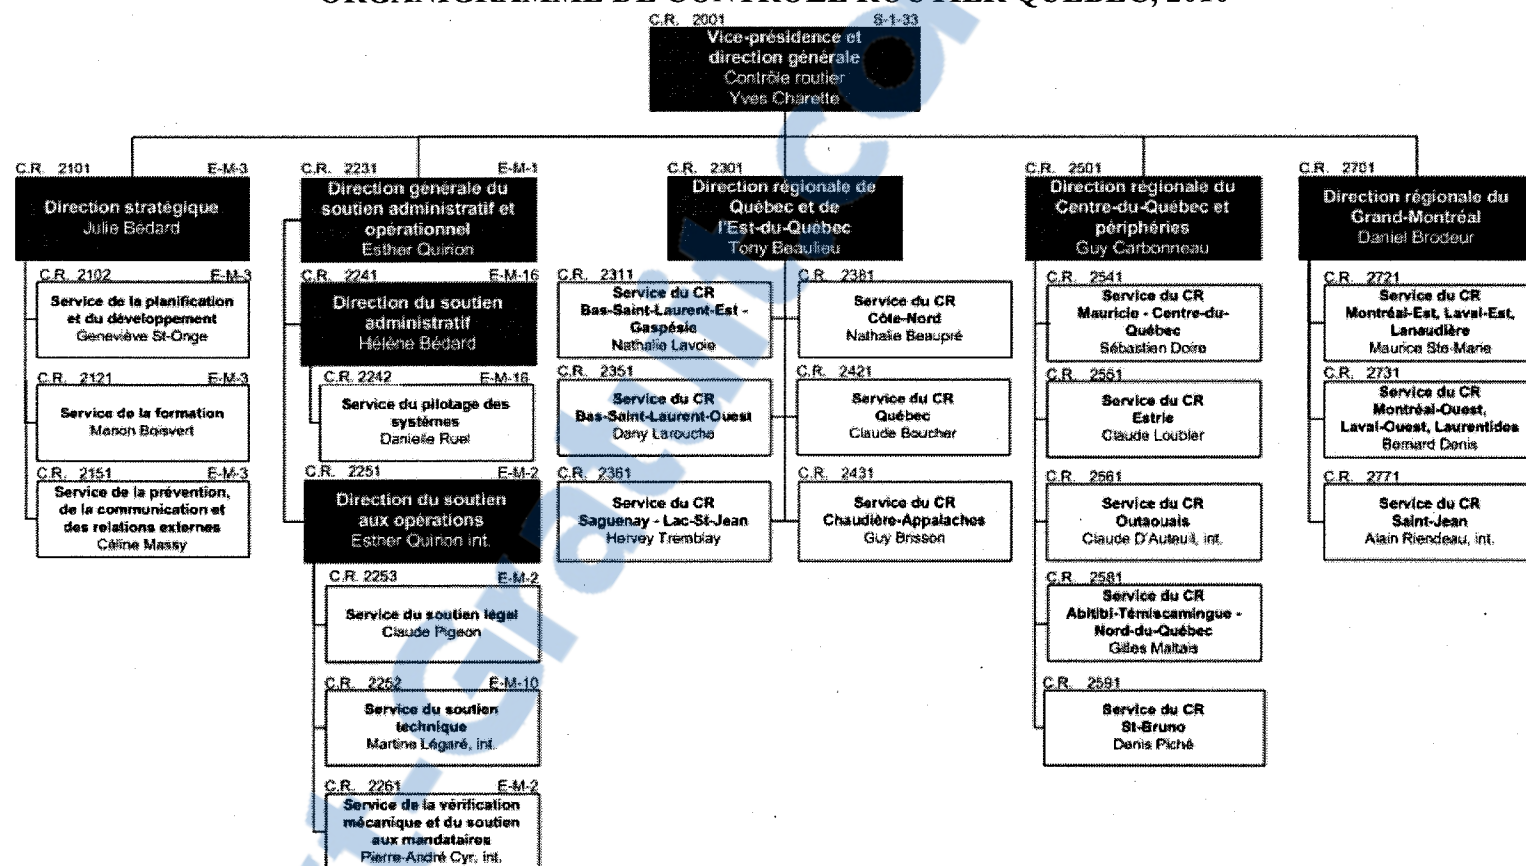 ORGANIGRAMME DE CONTRÔLE ROUTIER QUÉBEC, 2010
C.R. 2001 S-1-33
Vice-présidence et
direction générale
Contrôle routier
Yves Charette
C.R. 2101 E-M-3
Direction stratégique
Julie Bédard
C.R. 2102 E-M-3
Service de la planification
et du développement
Geneviève St-Onge
C.R. 2121 E-M-3
Service de la formation
Manon Boisvert
C.R. 2151 E-M-3
Service de la prévention,
de la communication et
des relations externes
Céline Massy
C.R. 2231 E-M-1
Direction générale du
soutien administratif et
opérationnel
Esther Quirion
C.R. 2241 E-M-16
Direction du soutien
administratif
Hélène Bédard
C.R. 2242 E-M-16
Service du pilotage des
systèmes
Danielle Ruel
C.R. 2251 E-M-2
Direction du soutien
aux opérations
Esther Quirion int.
C.R. 2253 E-M-2
Service du soutien légal
Claude Pigeon
C.R. 2252 E-M-10
Service du soutien
technique
Martine Légaré, int.
C.R. 2261 E-M-2
Service de la vérification
mécanique et du soutien
aux mandataires
Pierre-André Cyr, int.
C.R. 2301
Direction régionale de
Québec et de
l'Est-du-Québec
Tony Beaulieu
C.R. 2311
Service du CR
Bas-Saint-Laurent-Est -
Gaspésie
Nathalie Lavoie
C.R. 2351
Service du CR
Bas-Saint-Laurent-Ouest
Dany Larouche
C.R. 2361
Service du CR
Saguenay - Lac-St-Jean
Hervey Tremblay
C.R. 2381
Service du CR
Côte-Nord
Nathalie Beaupré
C.R. 2421
Service du CR
Québec
Claude Boucher
C.R. 2431
Service du CR
Chaudière-Appalaches
Guy Brisson
C.R. 2501
Direction régionale du
Centre-du-Québec et
périphéries
Guy Carbonneau
C.R. 2541
Service du CR
Mauricie - Centre-du-
Québec
Sébastien Doire
C.R. 2551
Service du CR
Estrie
Claude Loubier
C.R. 2561
Service du CR
Outaouais
Claude D'Auteuil, int.
C.R. 2581
Service du CR
Abitibi-Témiscamingue -
Nord-du-Québec
Gilles Maltais
C.R. 2591
Service du CR
St-Bruno
Denis Piché
C.R. 2701
Direction régionale du
Grand-Montréal
Daniel Brodeur
C.R. 2721
Service du CR
Montréal-Est, Laval-Est,
Lanaudière
Maurice Ste-Marie
C.R. 2731
Service du CR
Montréal-Ouest,
Laval-Ouest, Laurentides
Bernard Denis
C.R. 2771
Service du CR
Saint-Jean
Alain Riendeau, int.
t-Gratuit.co